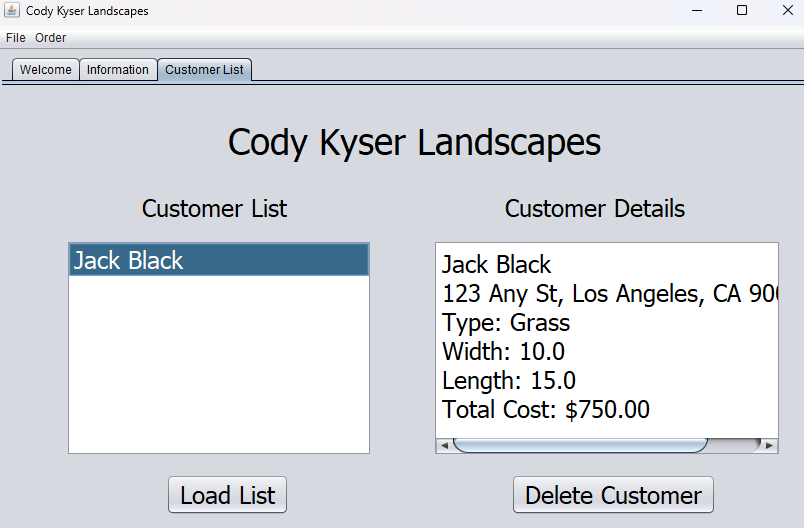 Cody Kyser Landscapes
File Order
Welcome Information Customer List
Cody Kyser Landscapes
Customer List
Jack Black
Load List
Customer Details
Jack Black
123 Any St, Los Angeles, CA
Type: Grass
Width: 10.0
Length: 15.0
Total Cost: $750.00
Delete Customer